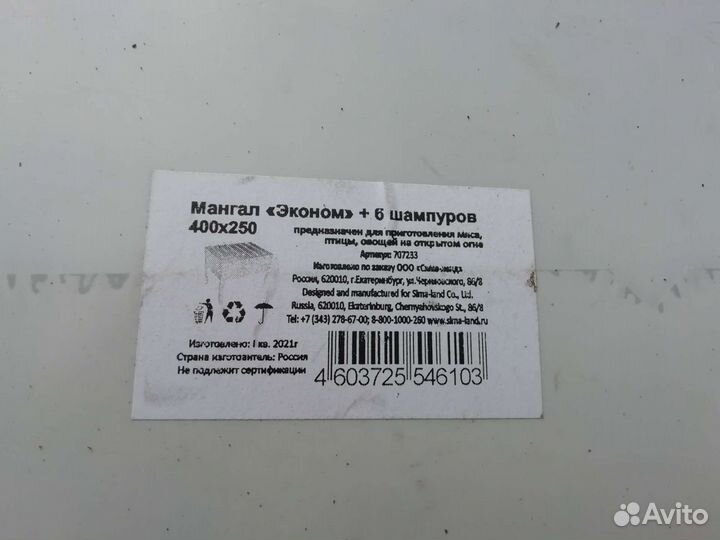 Мангал «Эконом» + 6 шампуров
400х250
предназначен для приготовления мяса,
птицы, овощей на открытом огне
Артикул: 707233
Изготовлено по заказу ООО «Сима-ленд»
Россия, 620010, г.Екатеринбург, ул.Черняховского, 86/8
Designed and manufactured for Sima-land Co., Ltd.
Russia, 620010, Ekaterinburg, Chernyahovskogo St., 86/8
Tel: +7 (343) 278-67-00; 8-800-1000-260 www.sima-land.ru
Изготовлено: I кв. 2021г
Страна изготовитель: Россия
Не подлежит сертификации
4 603725 546103
Avito